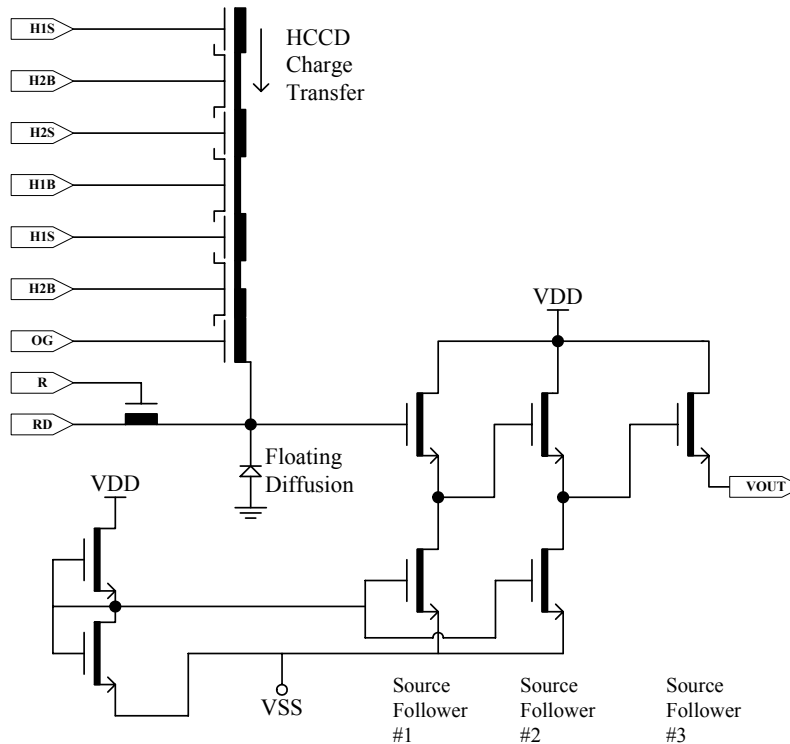 H1S
HCCD
Charge
Transfer
H2B
H2S
H1B
H1S
H2B
OG
R
RD
VDD
Floating
Diffusion
VDD
VOUT
VSS
Source
Follower
#1
Source
Follower
#2
Source
Follower
#3